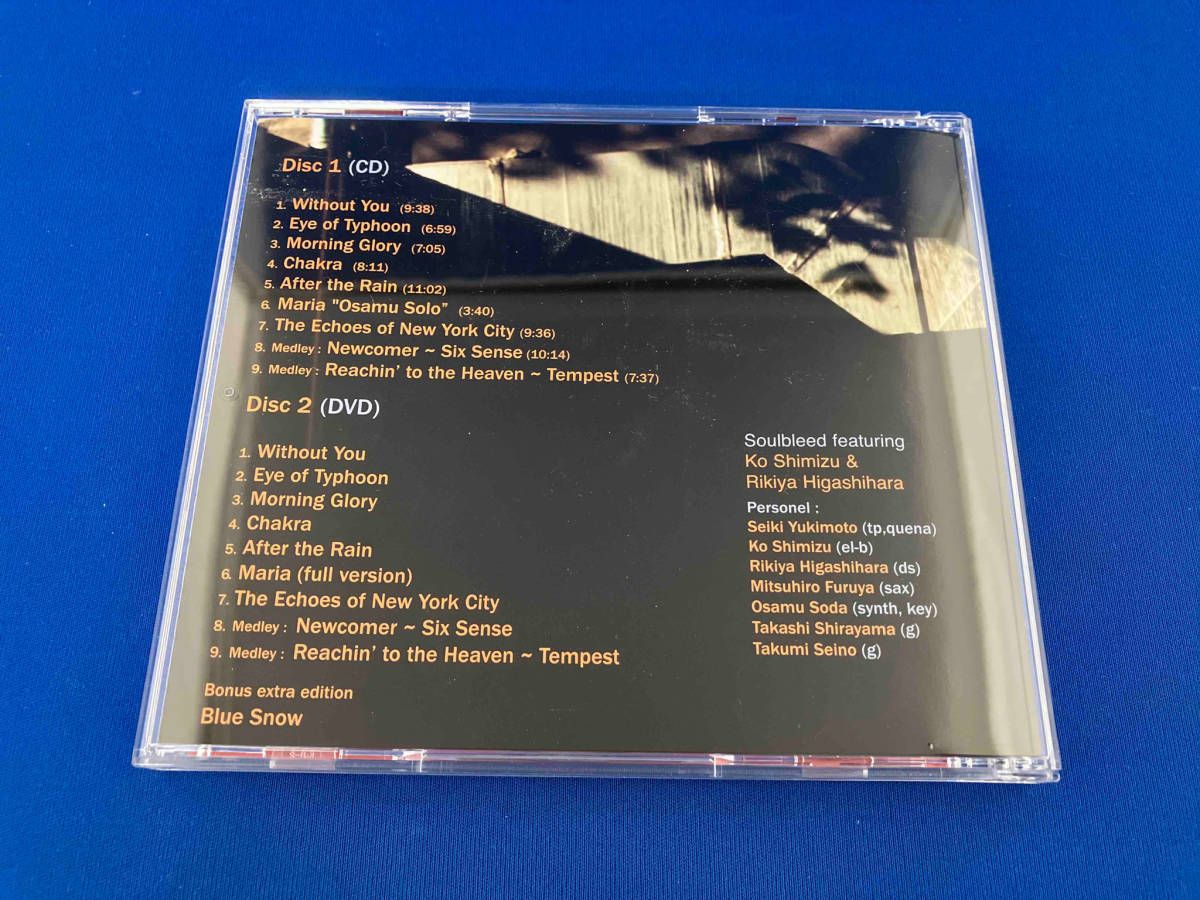 Disc 1 (CD)
1. Without You (9:38)
2. Eye of Typhoon (6:59)
3. Morning Glory (7:05)
4. Chakra (8:11)
5. After the Rain (11:02)
6. Maria "Osamu Solo" (3:40)
7. The Echoes of New York City (9:36)
8. Medley : Newcomer ~ Six Sense (10:14)
9. Medley : Reachin' to the Heaven ~ Tempest (7:37)
Disc 2 (DVD)
1. Without You
2. Eye of Typhoon
3. Morning Glory
4. Chakra
5. After the Rain
6. Maria (full version)
7. The Echoes of New York City
8. Medley : Newcomer ~ Six Sense
9. Medley : Reachin' to the Heaven ~ Tempest
Bonus extra edition
Blue Snow
Soulbleed featuring
Ko Shimizu &
Rikiya Higashihara
Personel :
Seiki Yukimoto (tp,quena)
Ko Shimizu (el-b)
Rikiya Higashihara (ds)
Mitsuhiro Furuya (sax)
Osamu Soda (synth, key)
Takashi Shirayama (g)
Takumi Seino (g)